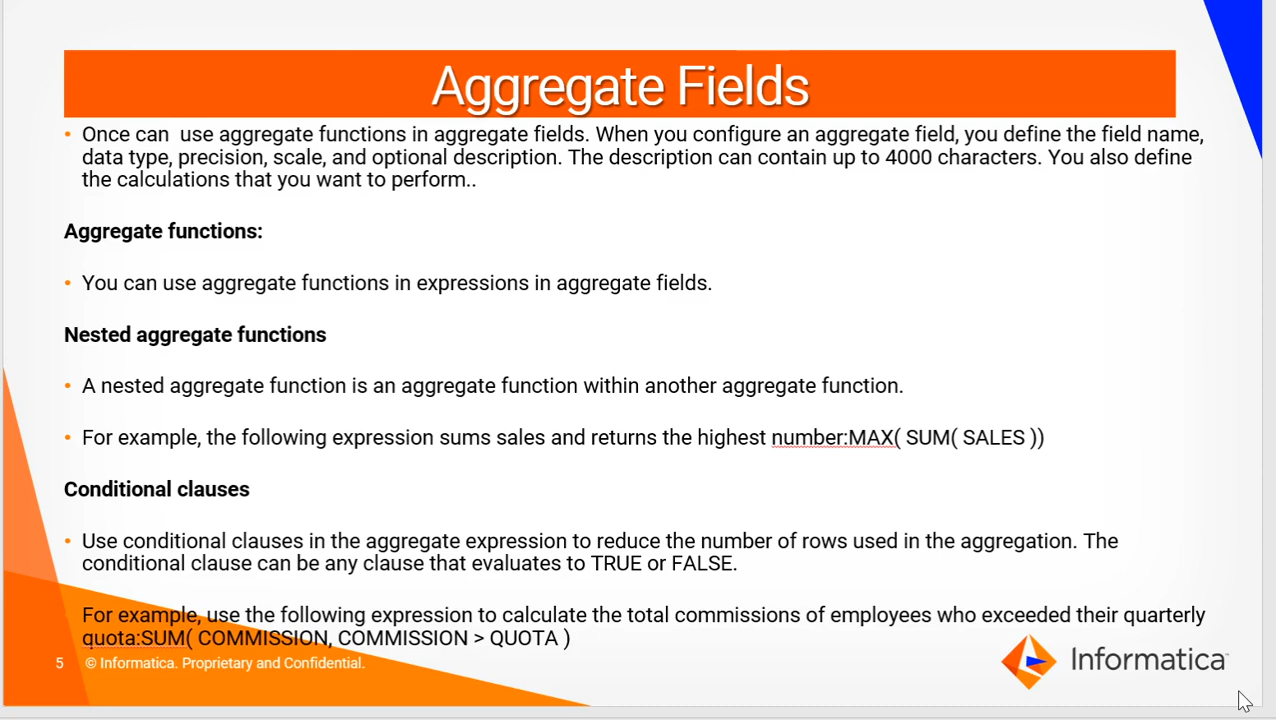 Aggregate Fields
• Once can  use aggregate functions in aggregate fields. When you configure an aggregate field, you define the field name,
data type, precision, scale, and optional description. The description can contain up to 4000 characters. You also define
the calculations that you want to perform..
Aggregate functions:
• You can use aggregate functions in expressions in aggregate fields.
Nested aggregate functions
• A nested aggregate function is an aggregate function within another aggregate function.
• For example, the following expression sums sales and returns the highest number:MAX( SUM( SALES ))
Conditional clauses
• Use conditional clauses in the aggregate expression to reduce the number of rows used in the aggregation. The
conditional clause can be any clause that evaluates to TRUE or FALSE.
For example, use the following expression to calculate the total commissions of employees who exceeded their quarterly
quota:SUM( COMMISSION, COMMISSION > QUOTA )
5 © Informatica. Proprietary and Confidential.
Informatica